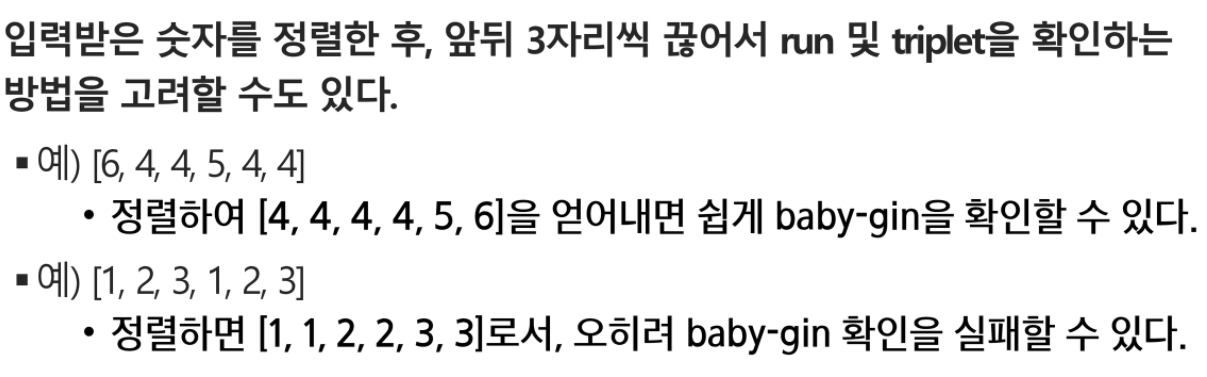 입력받은 숫자를 정렬한 후, 앞뒤 3자리씩 끊어서 run 및 triplet을 확인하는
방법을 고려할 수도 있다.
▪ 예) [6, 4, 4, 5, 4, 4]
• 정렬하여 [4, 4, 4, 4, 5, 6]을 얻어내면 쉽게 baby-gin을 확인할 수 있다.
▪ 예) [1, 2, 3, 1, 2, 3]
• 정렬하면 [1, 1, 2, 2, 3, 3]로서, 오히려 baby-gin 확인을 실패할 수 있다.